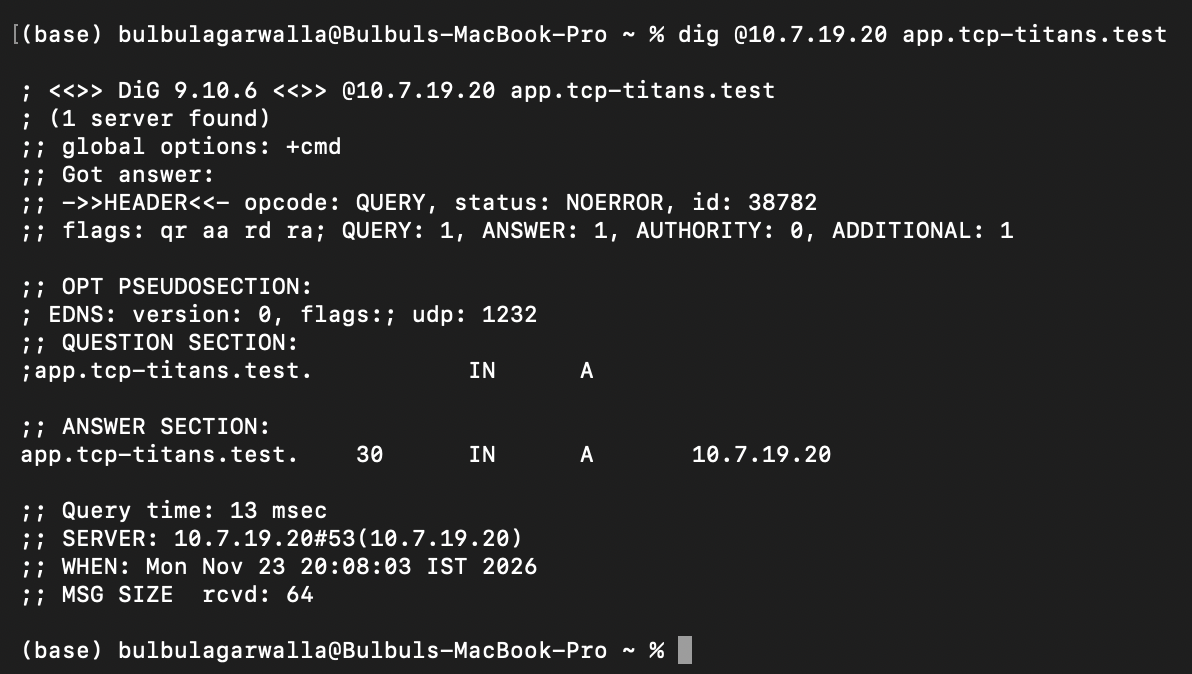 [(base) bulbulagarwalla@Bulbuls-MacBook-Pro ~ % dig @10.7.19.20 app.tcp-titans.test
; <<>> DiG 9.10.6 <<>> @10.7.19.20 app.tcp-titans.test
; (1 server found)
;; global options: +cmd
;; Got answer:
;; ->>HEADER<<- opcode: QUERY, status: NOERROR, id: 38782
;; flags: qr aa rd ra; QUERY: 1, ANSWER: 1, AUTHORITY: 0, ADDITIONAL: 1
;; OPT PSEUDOSECTION:
; EDNS: version: 0, flags:; udp: 1232
;; QUESTION SECTION:
;app.tcp-titans.test. IN A
;; ANSWER SECTION:
app.tcp-titans.test. 30 IN A 10.7.19.20
;; Query time: 13 msec
;; SERVER: 10.7.19.20#53(10.7.19.20)
;; WHEN: Mon Nov 23 20:08:03 IST 2026
;; MSG SIZE  rcvd: 64
(base) bulbulagarwalla@Bulbuls-MacBook-Pro ~ %